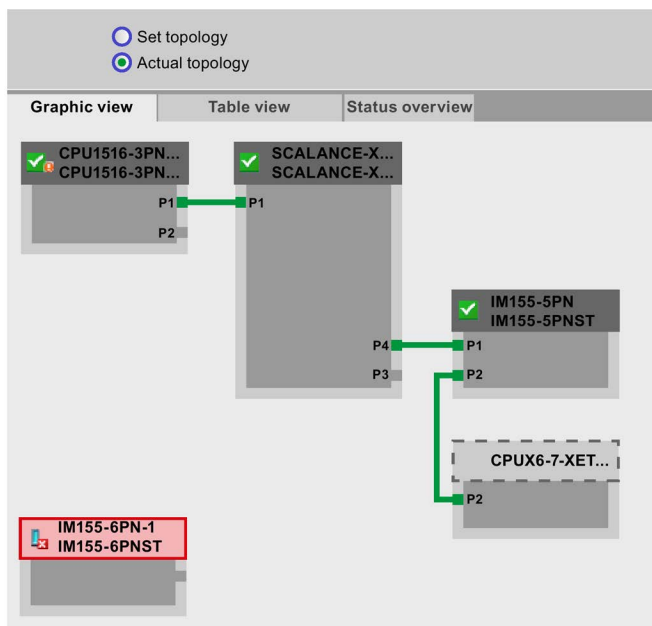 Set topology
Actual topology
Graphic view
Table view
Status overview
CPU1516-3PN...
CPU1516-3PN...
P1
P2
SCALANCE-X...
SCALANCE-X...
P1
P4
P3
IM155-5PN
IM155-5PNST
P1
P2
CPUX6-7-XET...
P2
IM155-6PN-1
IM155-6PNST